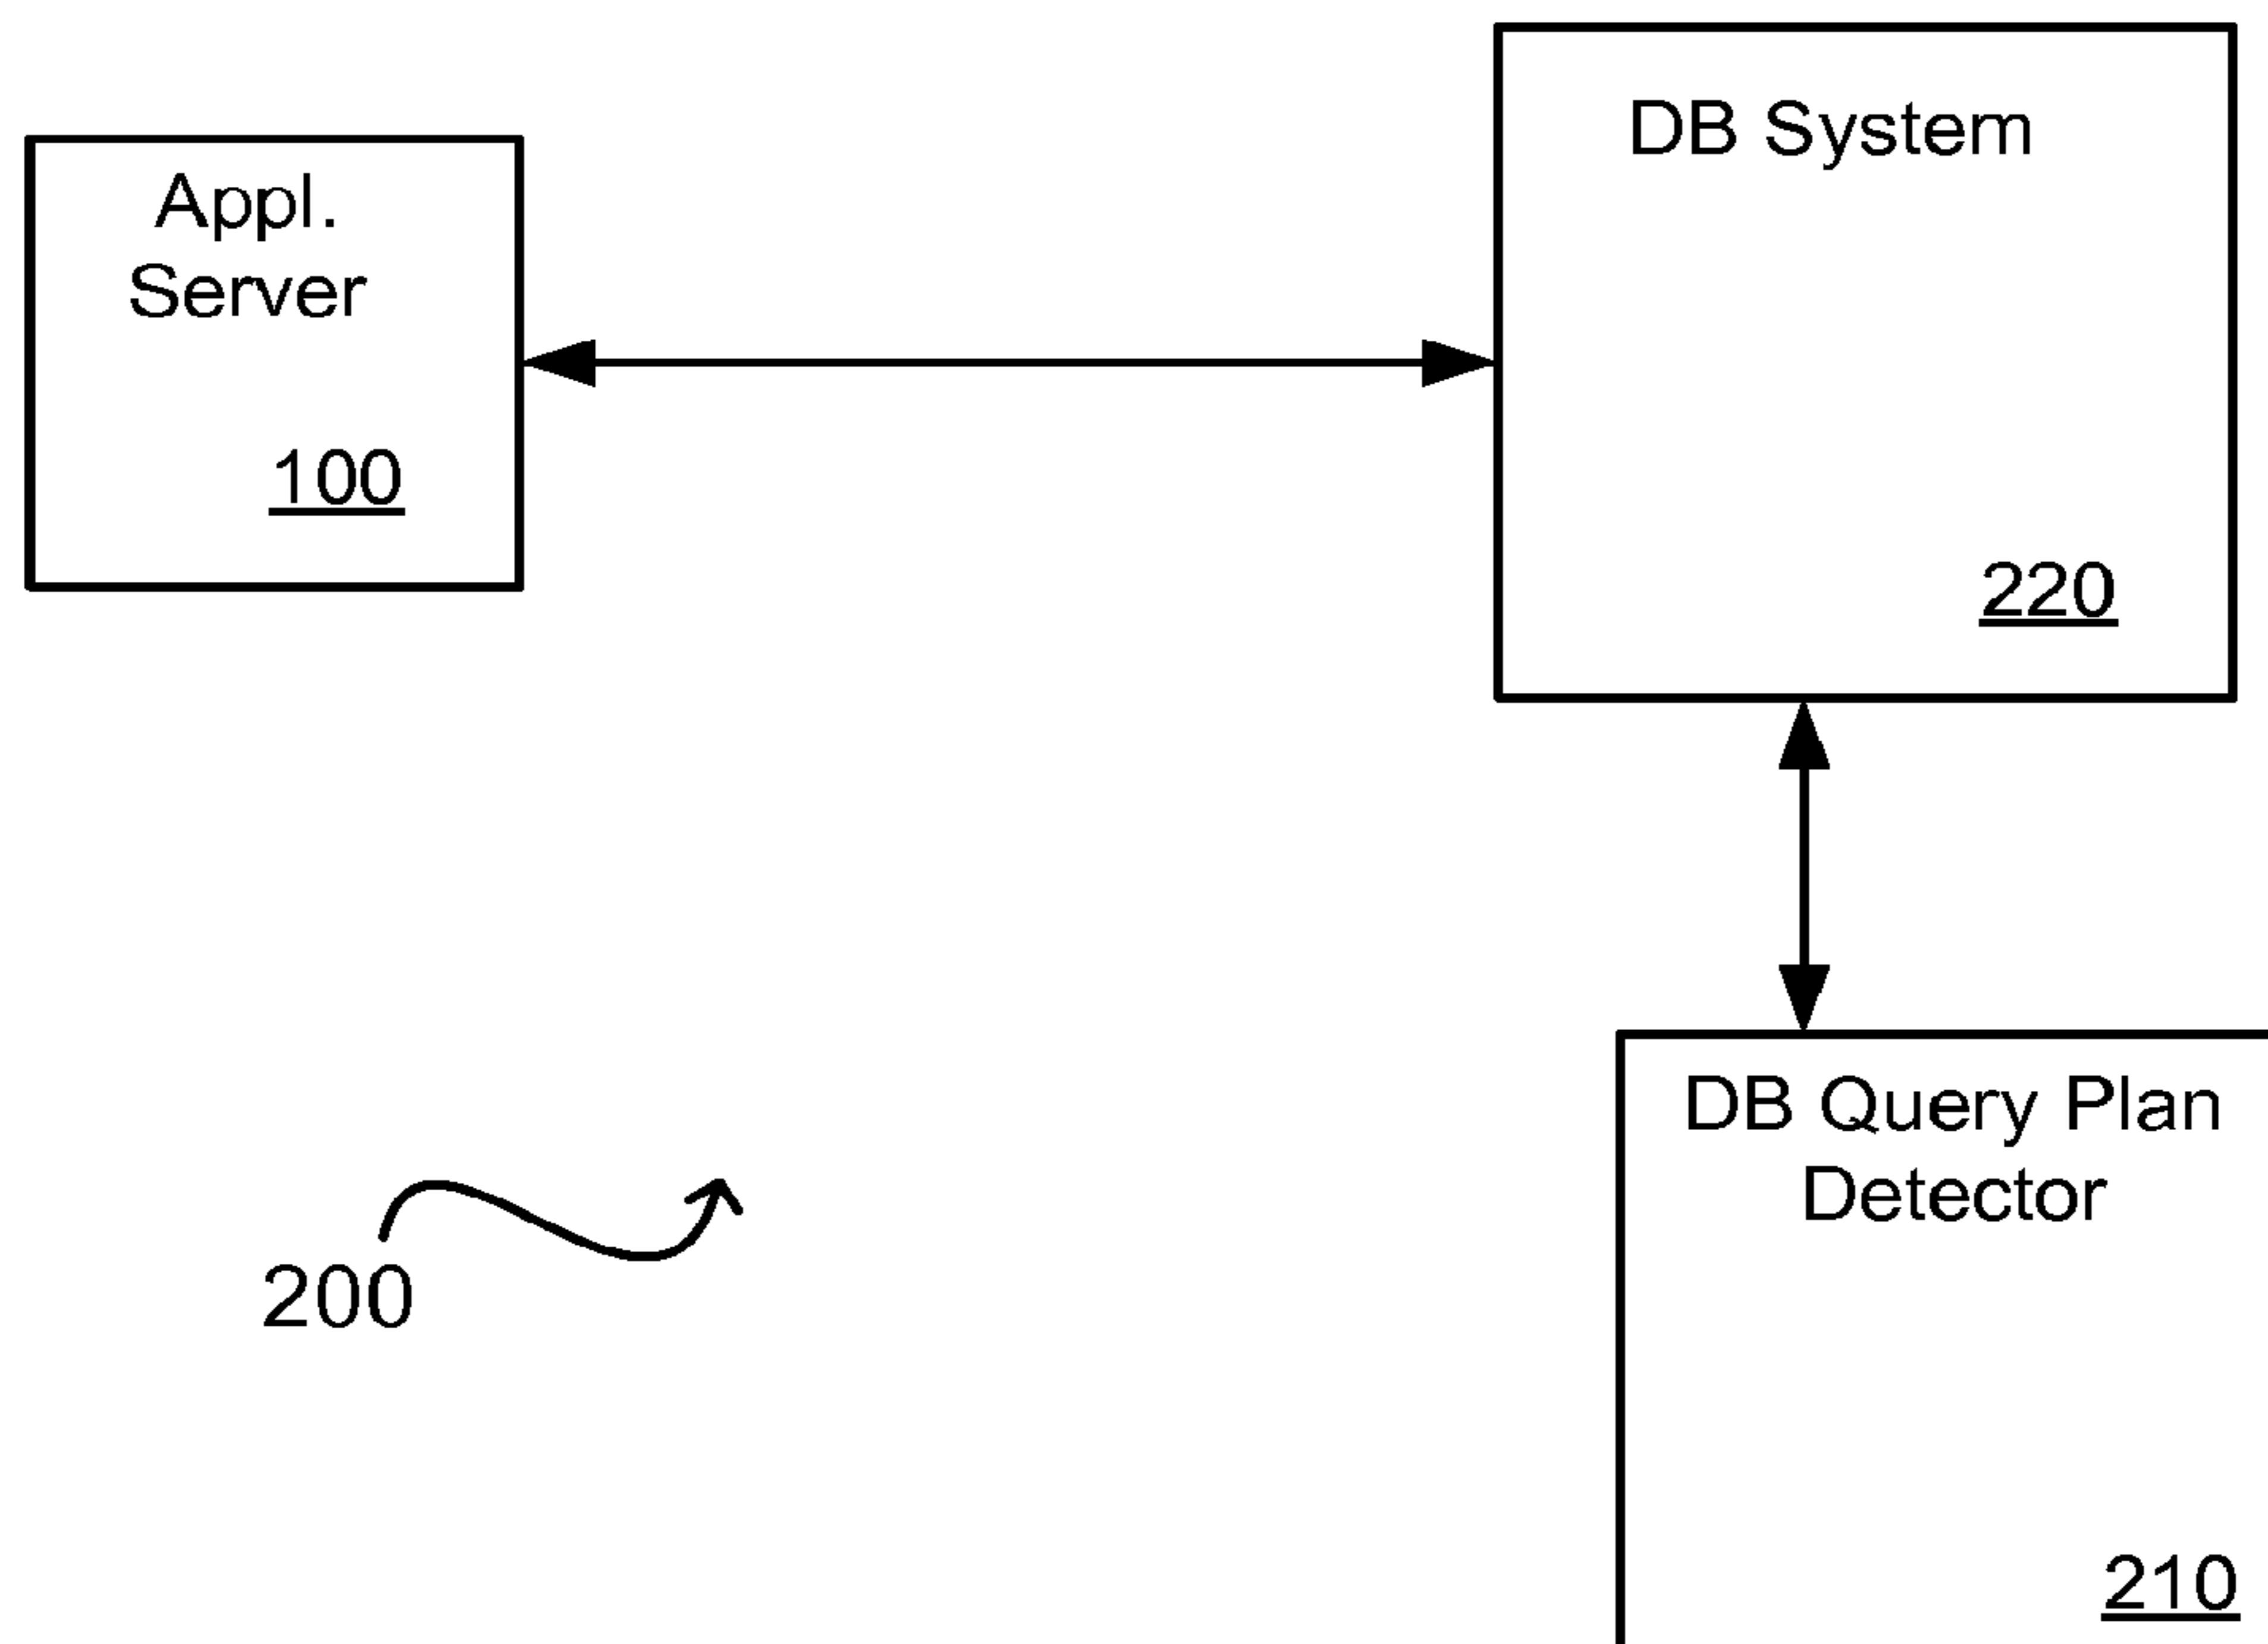 Appl.
Server
100
DB System
220
DB Query Plan
Detector
210
200